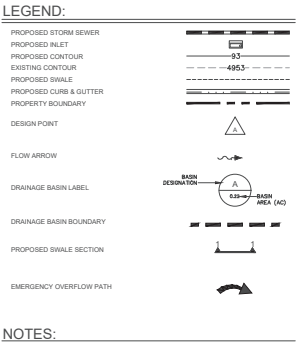 LEGEND:
PROPOSED STORM SEWER
PROPOSED INLET
PROPOSED CONTOUR 93
EXISTING CONTOUR 4953
PROPOSED SWALE
PROPOSED CURB & GUTTER
PROPERTY BOUNDARY
DESIGN POINT A
FLOW ARROW
DRAINAGE BASIN LABEL
BASIN
DESIGNATION
A
0.23
BASIN
AREA (AC)
DRAINAGE BASIN BOUNDARY
PROPOSED SWALE SECTION 1 1
EMERGENCY OVERFLOW PATH
NOTES: